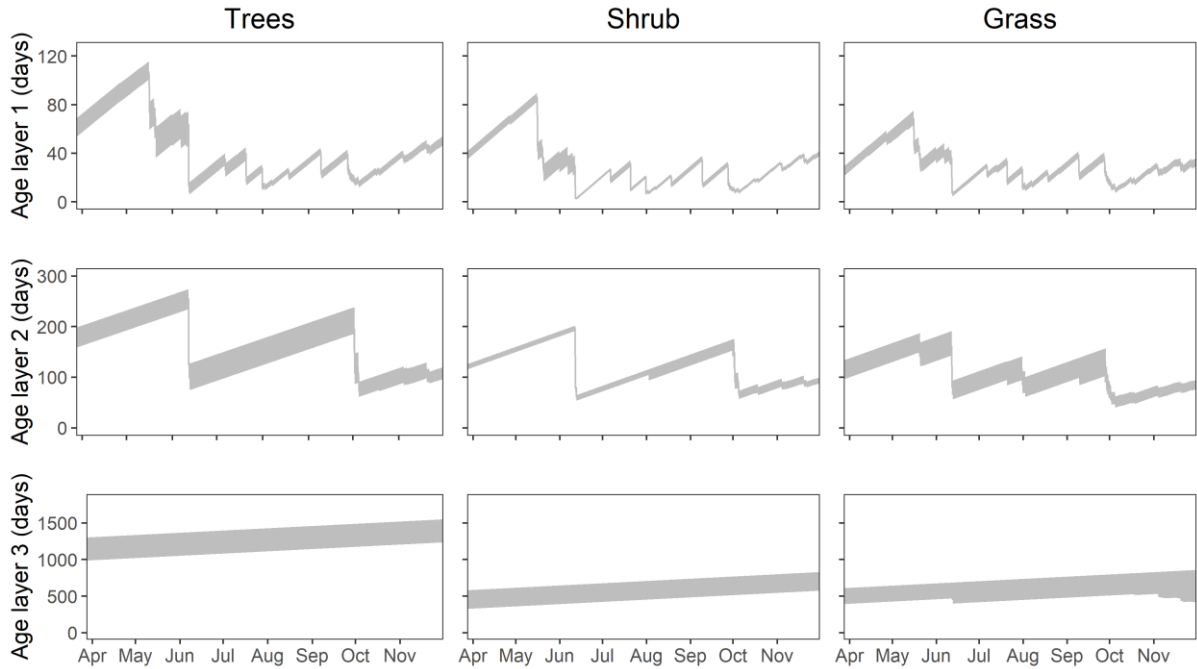 Trees Shrub Grass
Age layer 1 (days)
120
80
40
0
Age layer 2 (days)
300
200
100
0
Age layer 3 (days)
1500
1000
500
0
Apr May Jun Jul Aug Sep Oct Nov Apr May Jun Jul Aug Sep Oct Nov Apr May Jun Jul Aug Sep Oct Nov